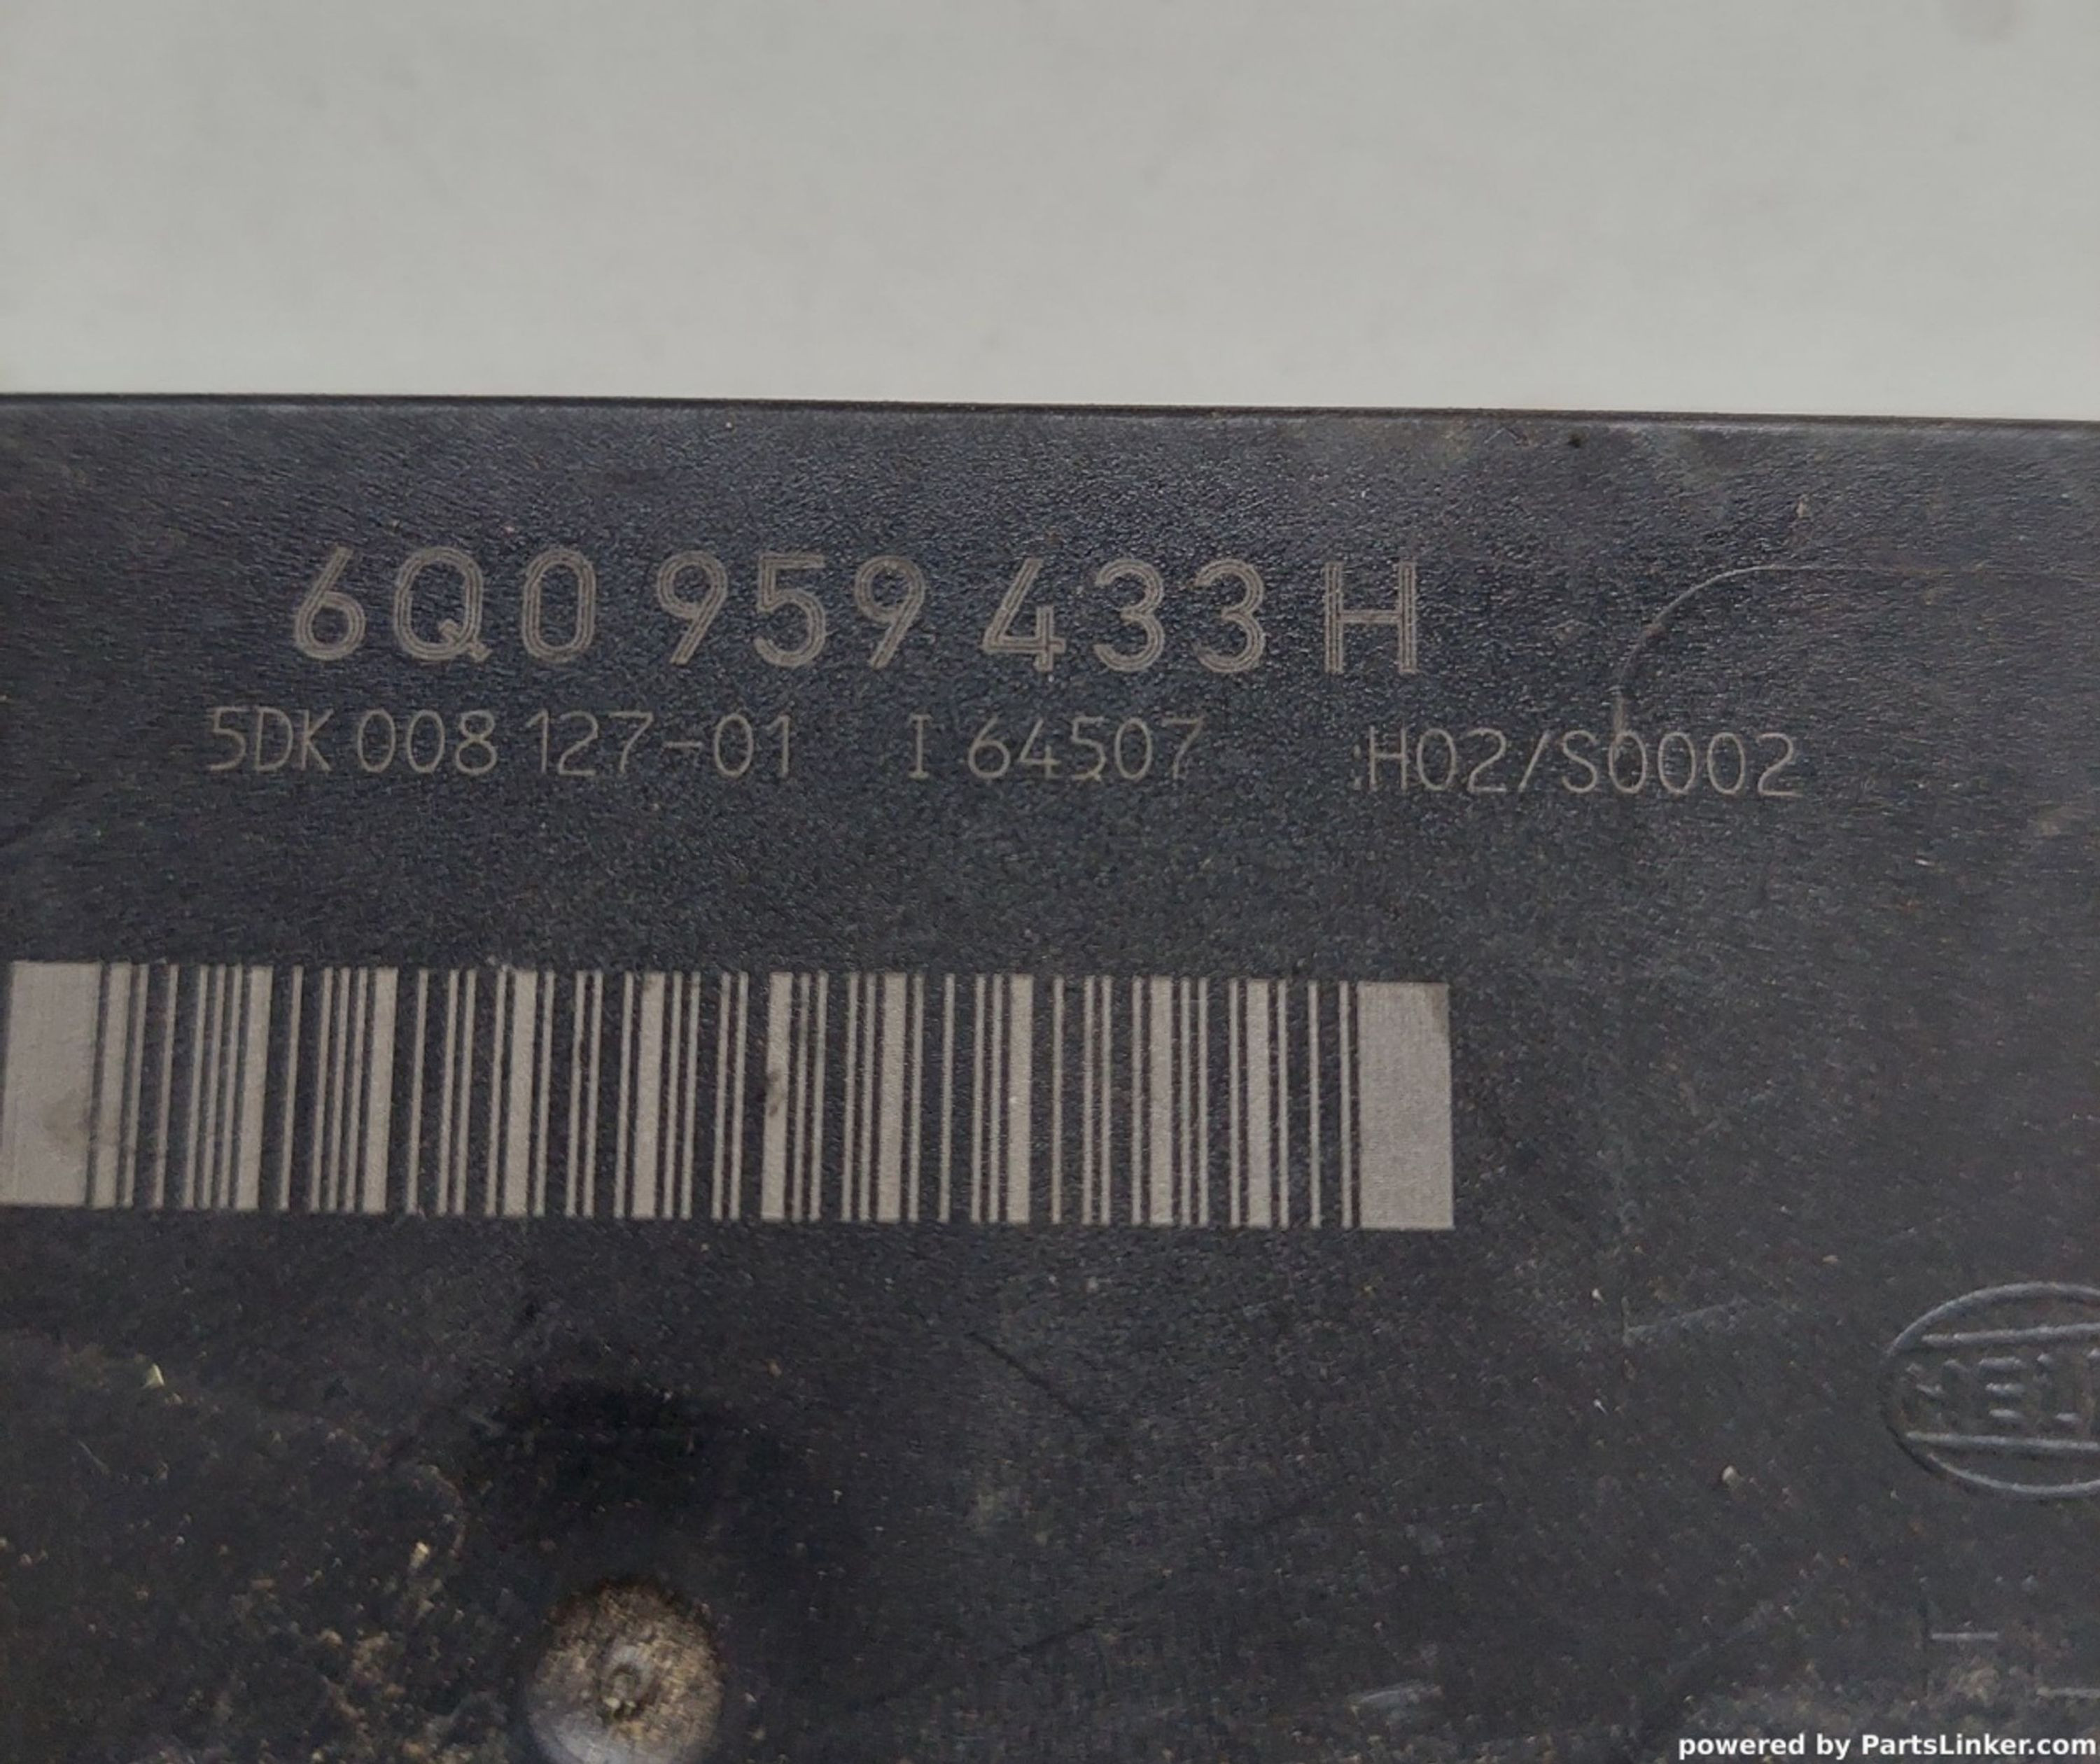 6Q0 959 433 H
5DK 008 127-01 I 64507 :H02/S0002
powered by PartsLinker.com